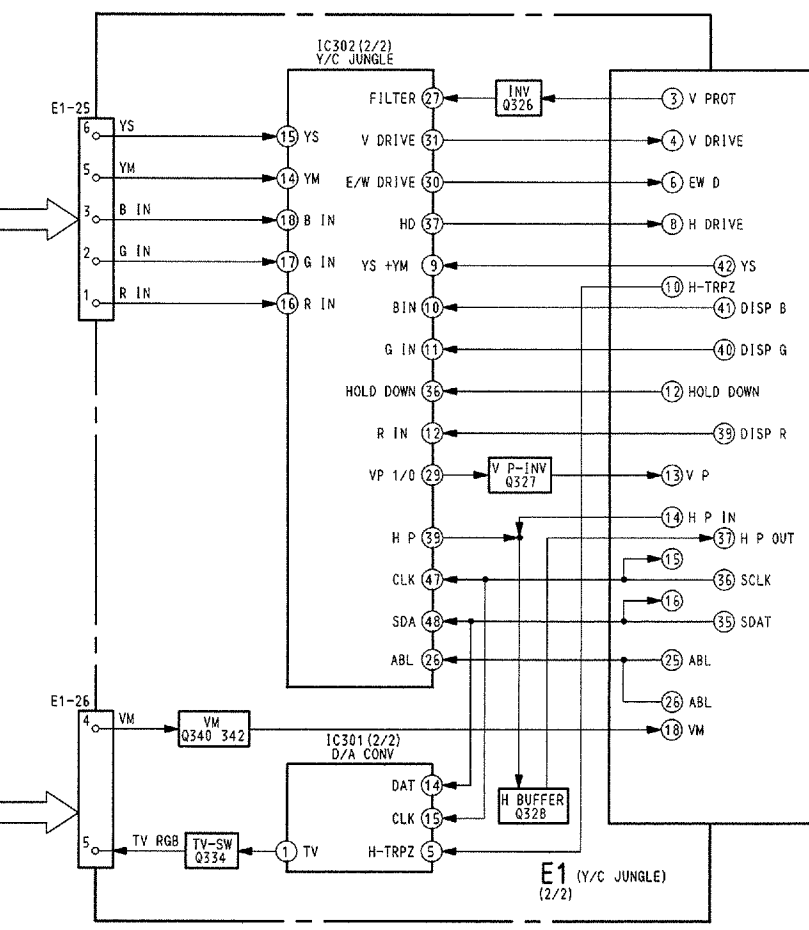 IC302(2/2)
Y/C JUNGLE
E1-25
6 YS
5 YM
3 B IN
2 G IN
1 R IN
15 YS
14 YM
18 B IN
17 G IN
16 R IN
FILTER 27
INV
Q326
3 V PROT
V DRIVE 31
4 V DRIVE
E/W DRIVE 30
6 EW D
HD 37
8 H DRIVE
YS +YM 9
42 YS
10 H-TRPZ
BIN 10
41 DISP B
G IN 11
40 DISP G
HOLD DOWN 36
12 HOLD DOWN
R IN 12
39 DISP R
VP 1/0 29
V P-INV
Q327
13 V P
14 H P IN
H P 39
37 H P OUT
15
CLK 47
36 SCLK
16
SDA 48
35 SDAT
ABL 26
25 ABL
26 ABL
E1-26
4 VM
VM
Q340 342
18 VM
IC301(2/2)
D/A CONV
DAT 14
CLK 15
H BUFFER
Q328
5 TV RGB
TV-SW
Q334
1 TV
H-TRPZ 5
E1 (Y/C JUNGLE)
(2/2)